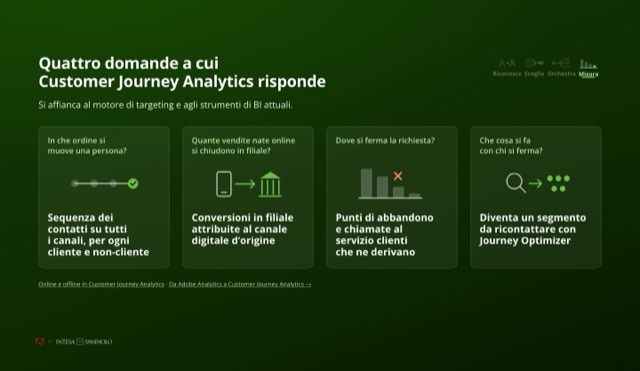 Quattro domande a cui
Customer Journey Analytics risponde
Riconosce Sceglie Orchestra Misura
Si affianca al motore di targeting e agli strumenti di BI attuali.
In che ordine si
muove una persona?
Sequenza dei
contatti su tutti
i canali, per ogni
cliente e non-cliente
Quante vendite nate online
si chiudono in filiale?
Conversioni in filiale
attribuite al canale
digitale d'origine
Dove si ferma la richiesta?
Punti di abbandono
e chiamate al
servizio clienti
che ne derivano
Che cosa si fa
con chi si ferma?
Diventa un segmento
da ricontattare con
Journey Optimizer
Online e offline in Customer Journey Analytics · Da Adobe Analytics a Customer Journey Analytics →
INTESA SANPAOLO